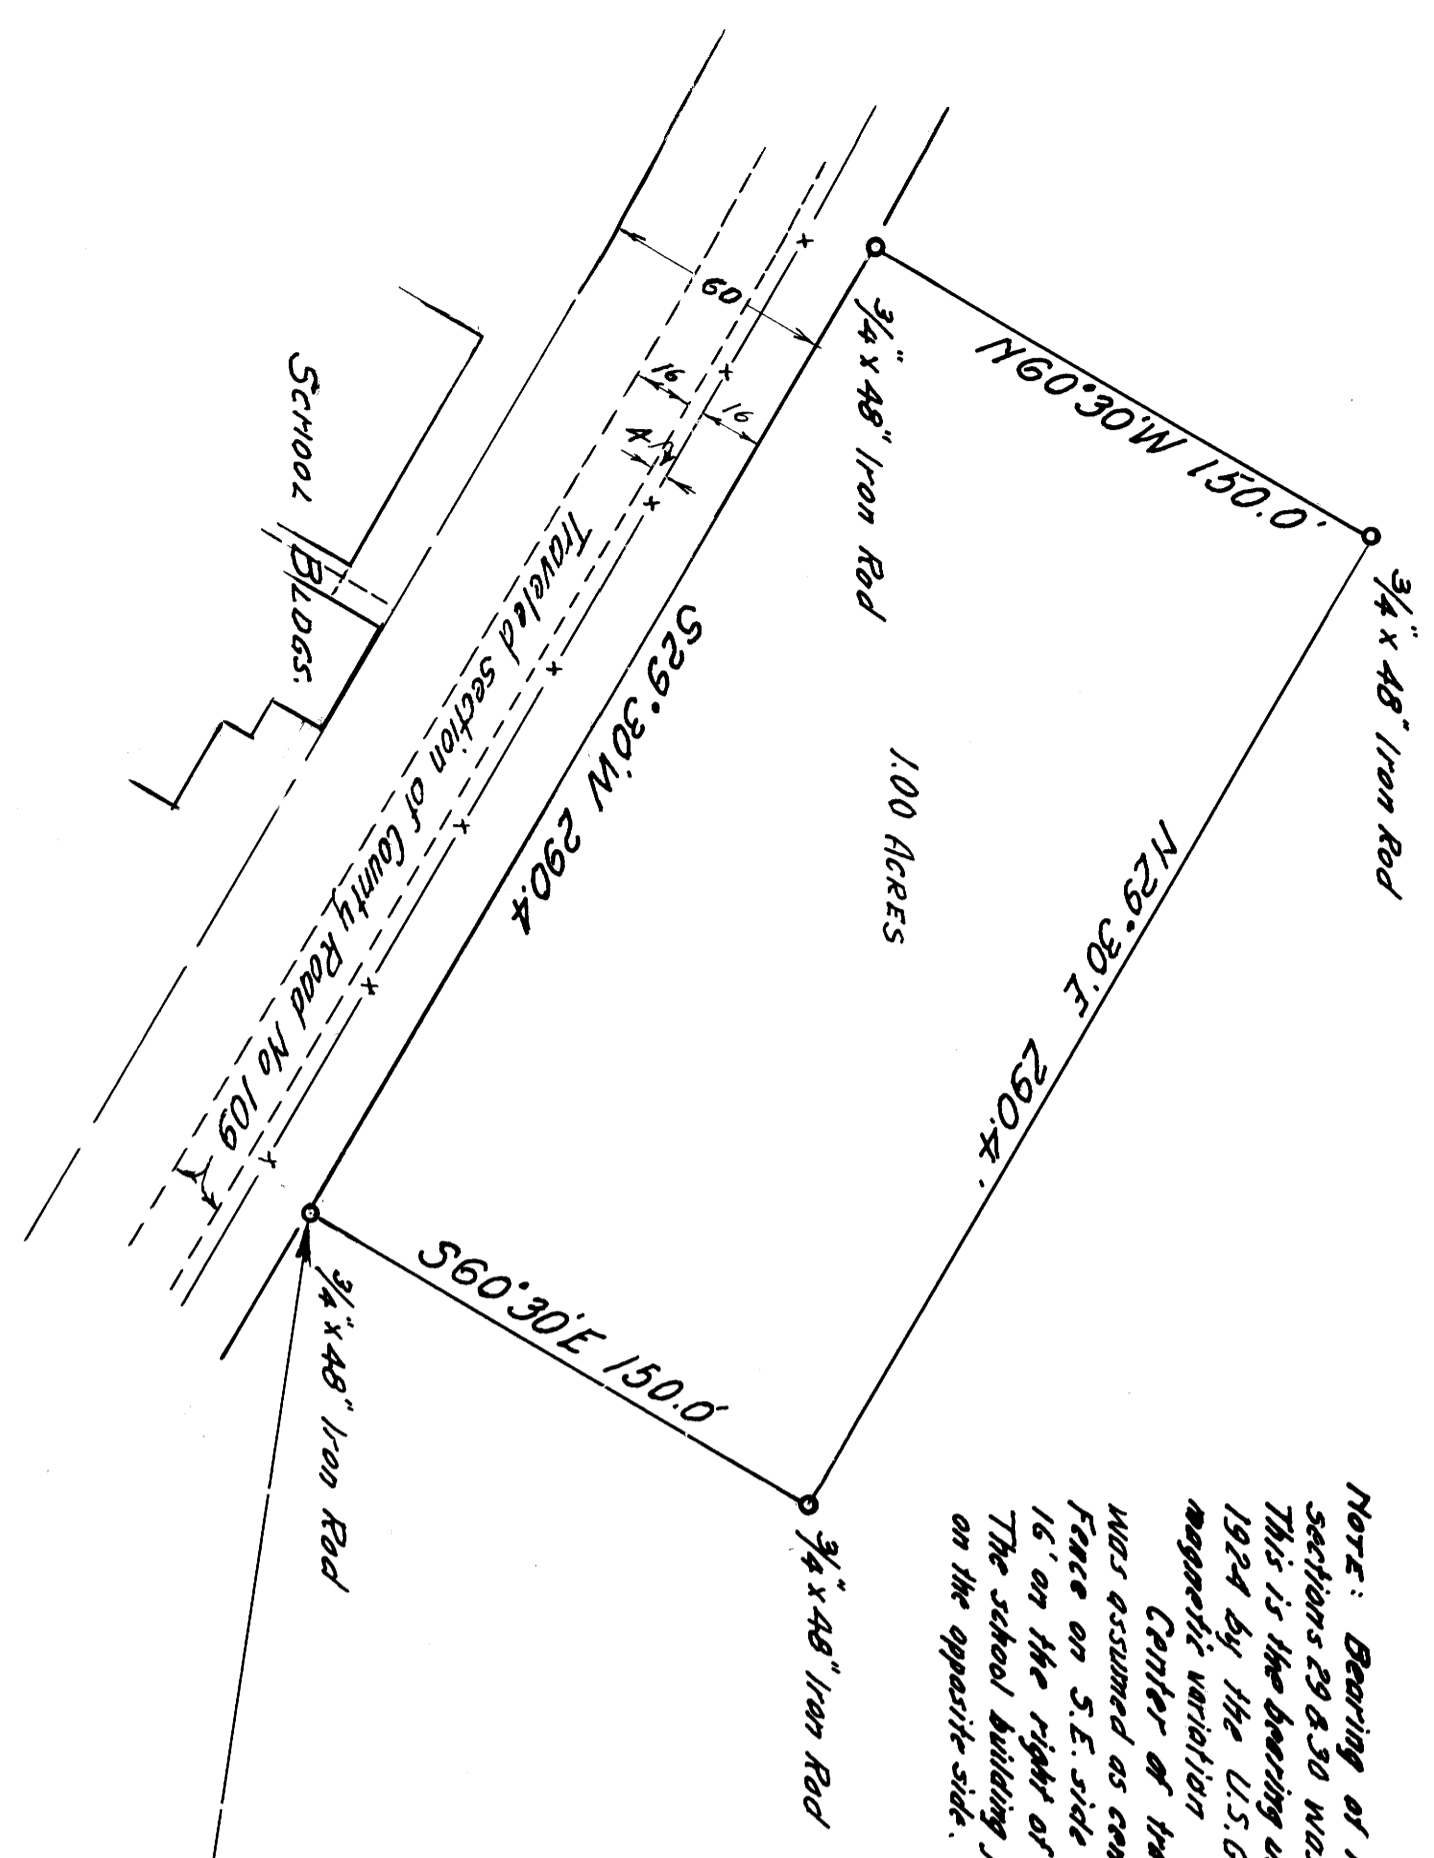 N60°30'W 150.0'
3/4" x 48" Iron Rod
3/4" x 48" Iron Rod
N29°30'E 290.4'
1.00 ACRES
S29°30'W 290.4
60
16
16
4
Traveled section of County Road No 109
SCHOOL BLDGS.
S60°30'E 150.0'
3/4" x 48" Iron Rod
3/4" x 48" Iron Rod
NOTE: Bearing of
sections 29 & 30 was
This is the bearing
1924 by the U.S.
magnetic variation
Center of
was assumed as
Fence on S.E. side
16' on the right of
The school building
on the opposite side.